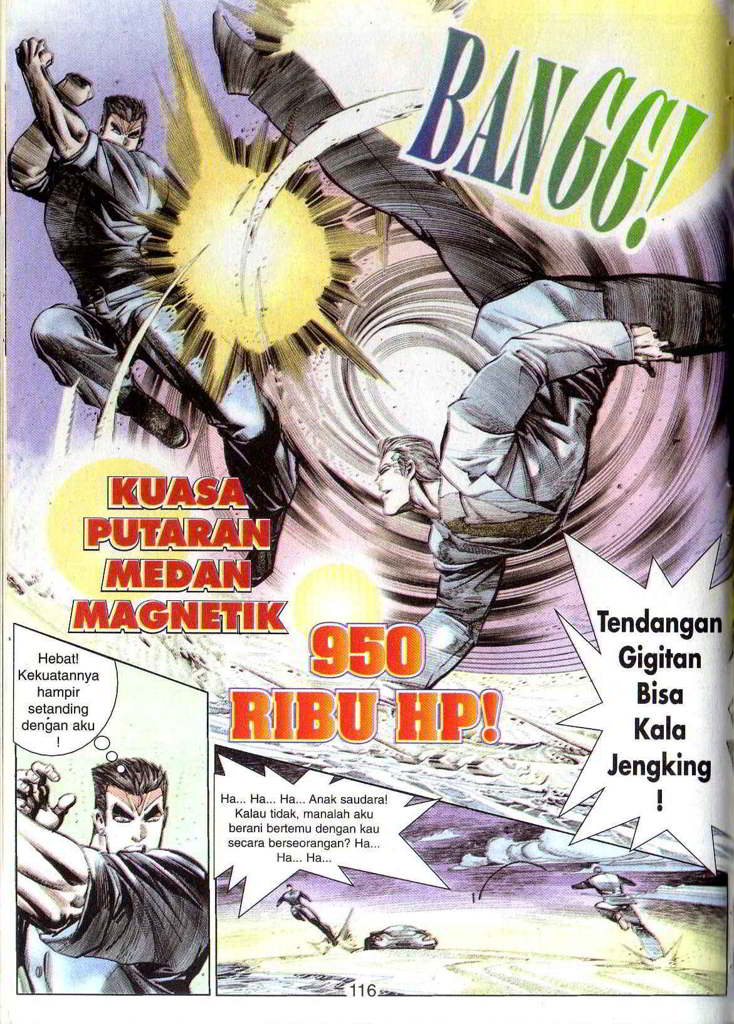 BANGG!
KUASA
PUTARAN
MEDAN
MAGNETIK
950
RIBU HP!
Tendangan
Gigitan
Bisa
Kala
Jengking
!
Hebat!
Kekuatannya
hampir
setanding
dengan aku
!
Ha... Ha... Ha... Anak saudara!
Kalau tidak, manalah aku
berani bertemu dengan kau
secara berseorangan? Ha...
Ha... Ha...
116